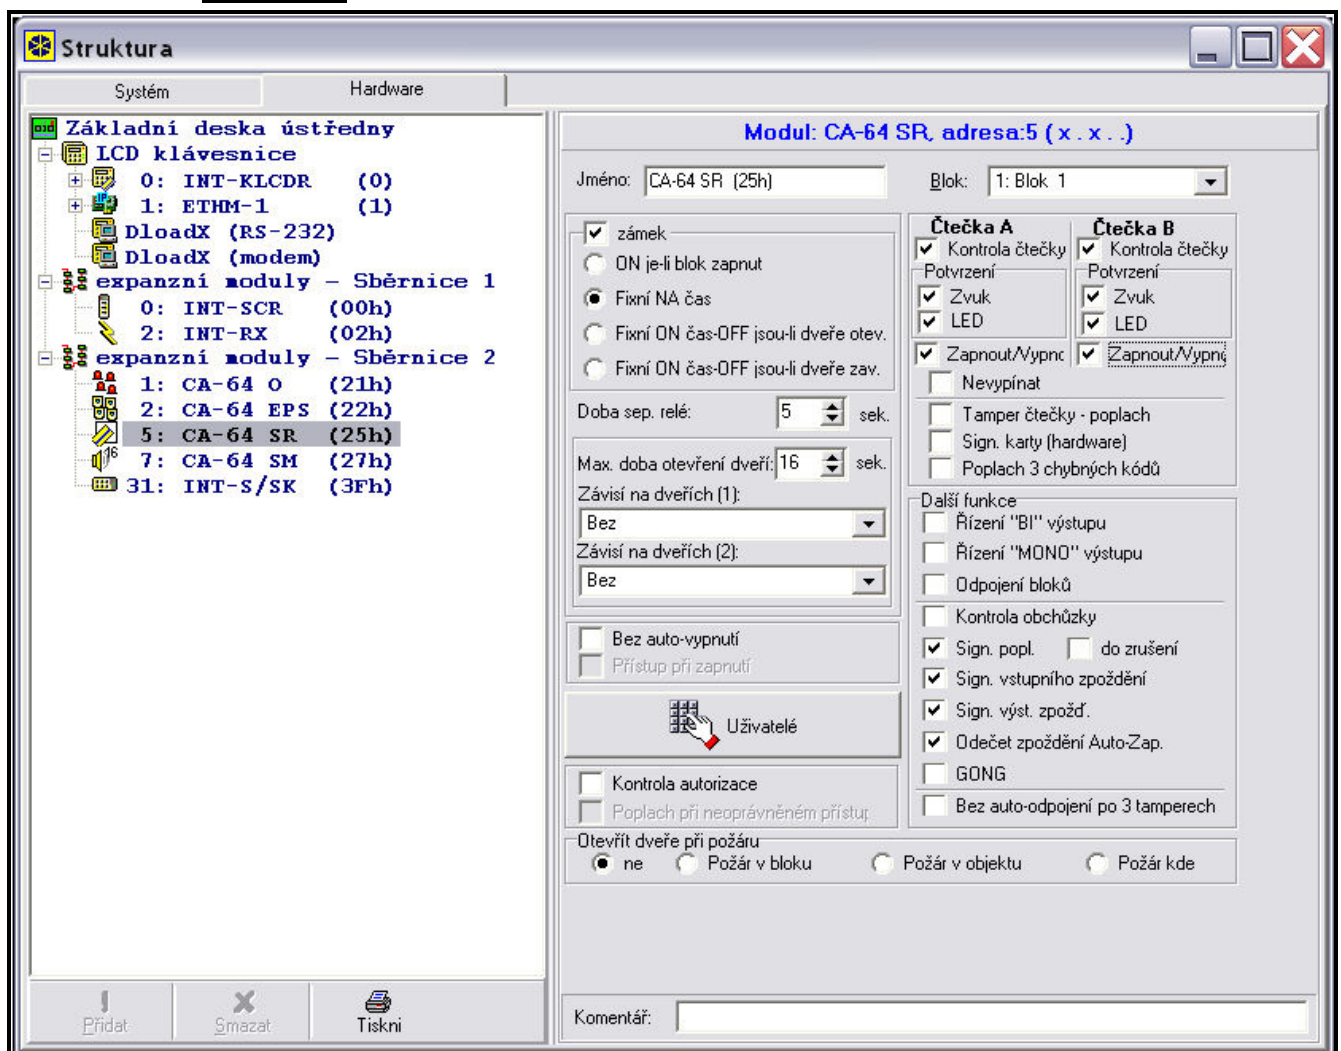 Struktura
Systém
Hardware
Základní deska ústředny
LCD klávesnice
0: INT-KLCDR (0)
1: ETHM-1 (1)
DloadX (RS-232)
DloadX (modem)
expanzní moduly - Sběrnice 1
0: INT-SCR (00h)
2: INT-RX (02h)
expanzní moduly - Sběrnice 2
1: CA-64 O (21h)
2: CA-64 EPS (22h)
5: CA-64 SR (25h)
7: CA-64 SM (27h)
31: INT-S/SK (3Fh)
Přidat
Smazat
Tiskni
Modul: CA-64 SR, adresa:5 ( x . x . .)
Jméno: CA-64 SR (25h)
Blok: 1: Blok 1
zámek
ON je-li blok zapnut
Fixní NA čas
Fixní ON čas-OFF jsou-li dveře otev.
Fixní ON čas-OFF jsou-li dveře zav.
Doba sep. relé: 5 sek.
Max. doba otevření dveří: 16 sek.
Závisí na dveřích (1):
Bez
Závisí na dveřích (2):
Bez
Bez auto-vypnutí
Přístup při zapnutí
Uživatelé
Kontrola autorizace
Poplach při neoprávněném přístup
Čtečka A
Čtečka B
Kontrola čtečky
Kontrola čtečky
Potvrzení
Potvrzení
Zvuk
Zvuk
LED
LED
Zapnout/Vypno
Zapnout/Vypno
Nevypínat
Tamper čtečky - poplach
Sign. karty (hardware)
Poplach 3 chybných kódů
Další funkce
Řízení "BI" výstupu
Řízení "MONO" výstupu
Odpojení bloků
Kontrola obchůzky
Sign. popl. do zrušení
Sign. vstupního zpoždění
Sign. výst. zpožď.
Odečet zpoždění Auto-Zap.
GONG
Bez auto-odpojení po 3 tamperech
Otevřít dveře při požáru
ne Požár v bloku Požár v objektu Požár kde
Komentář: